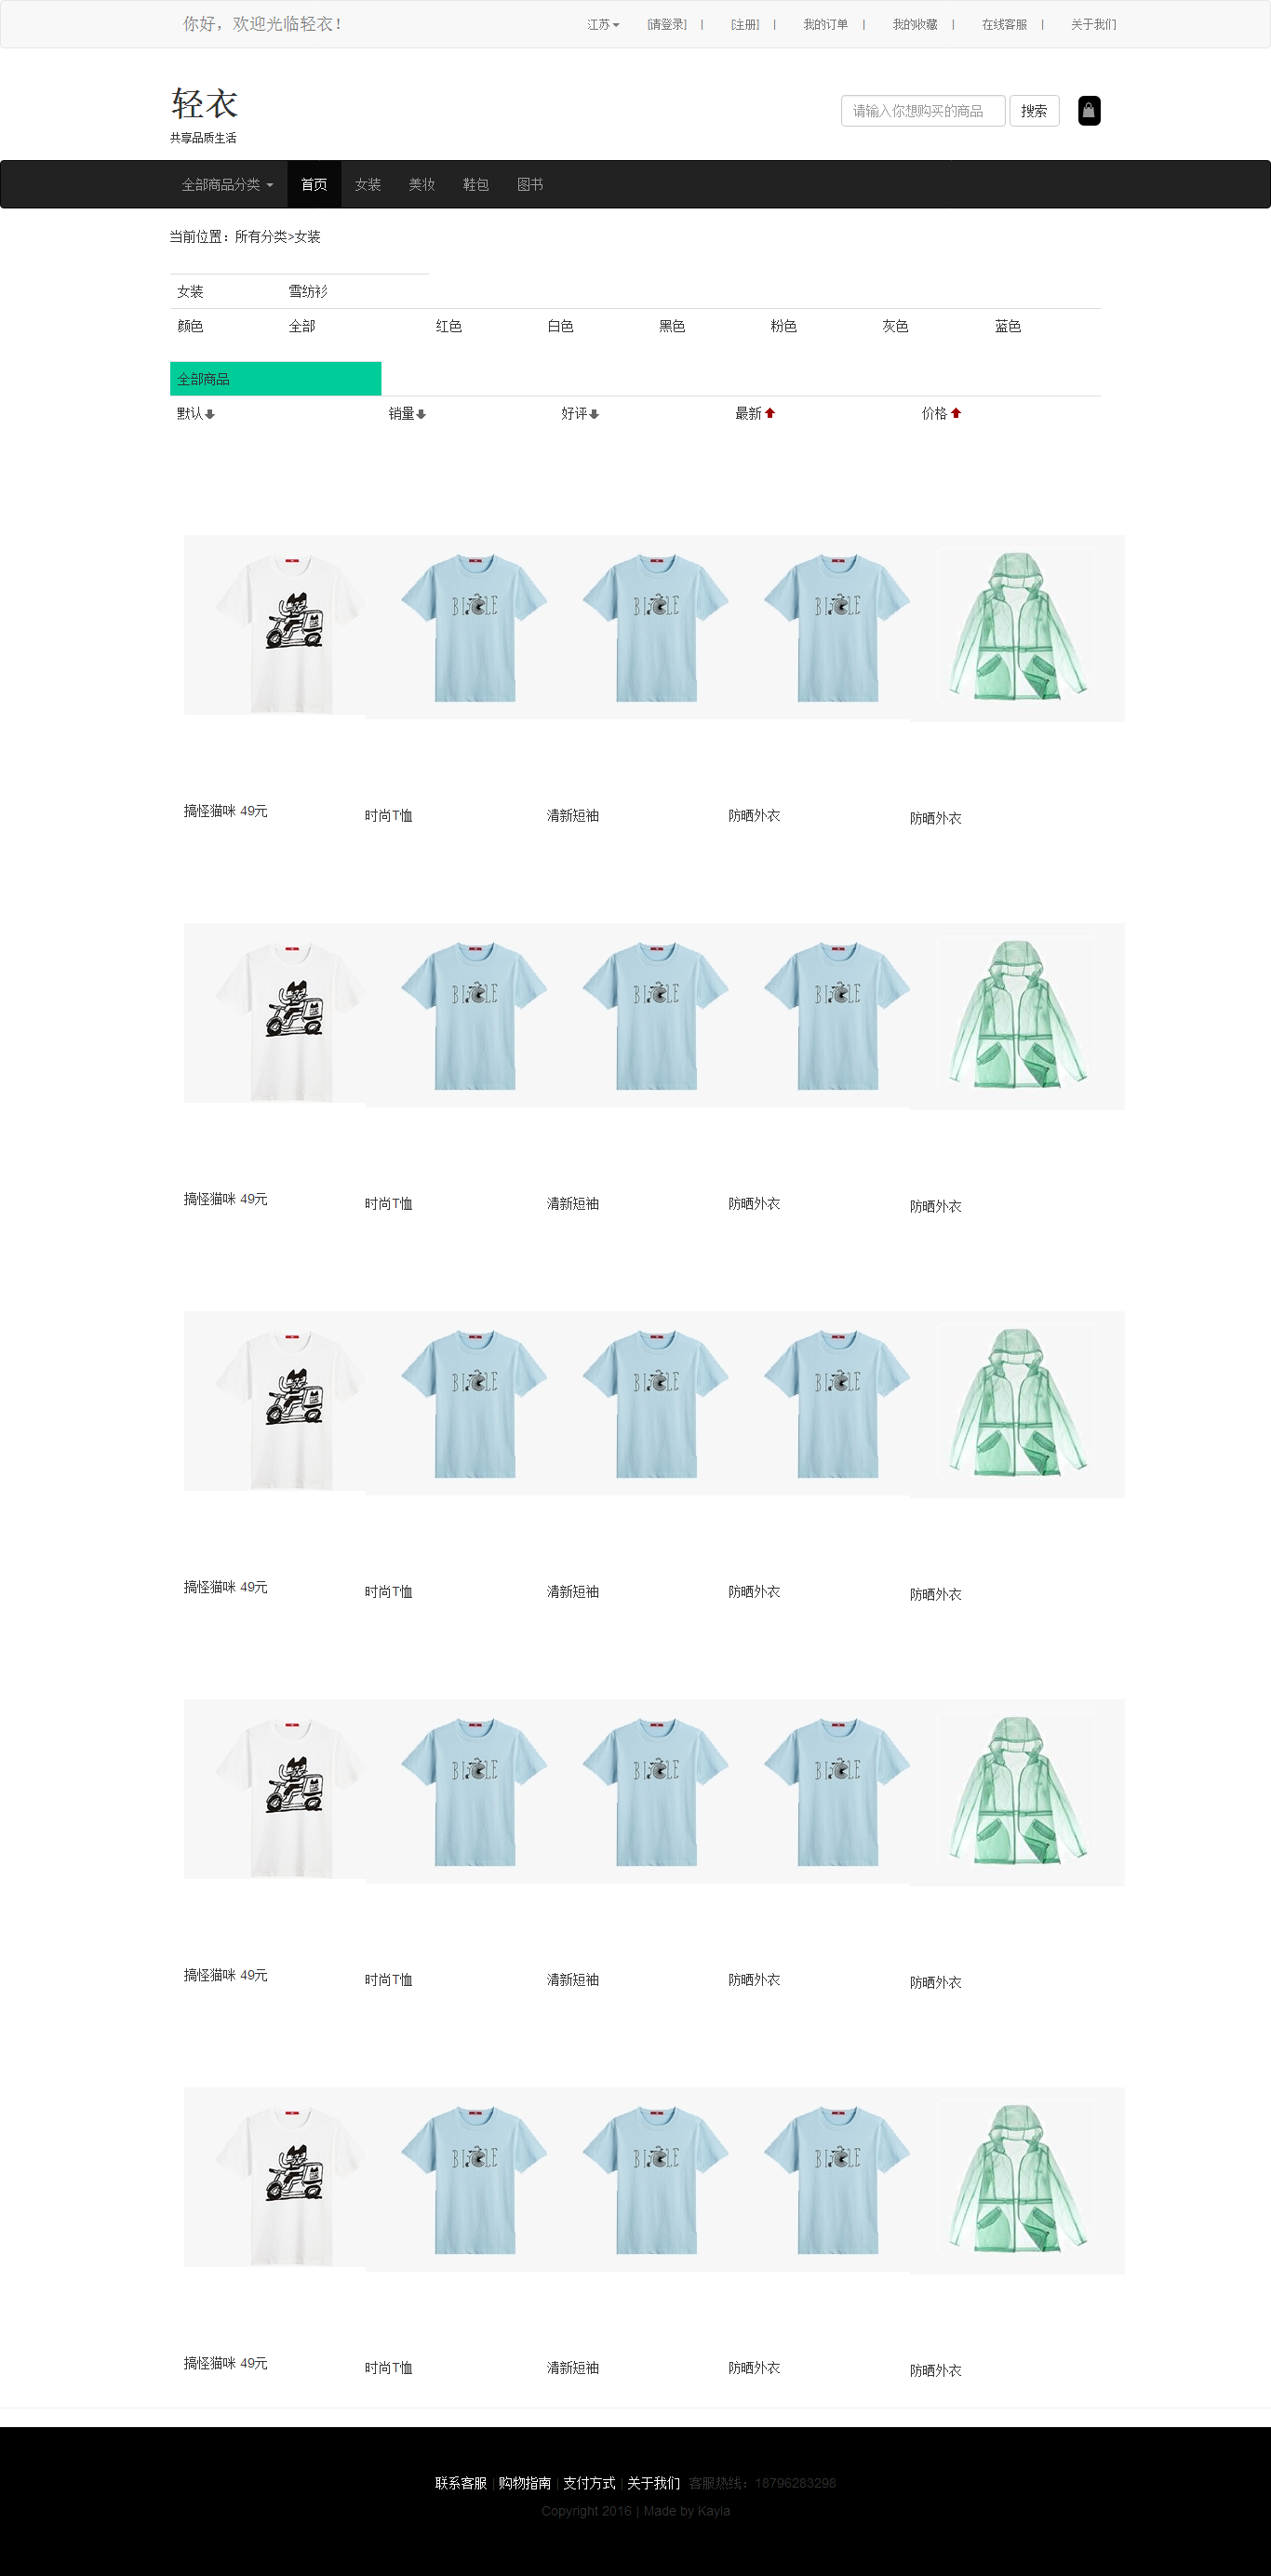 你好，欢迎光临轻衣！ 江苏 [请登录] | [注册] | 我的订单 | 我的收藏 | 在线客服 | 关于我们
轻衣
共享品质生活
请输入你想购买的商品 搜索
全部商品分类 首页 女装 美妆 鞋包 图书
当前位置：所有分类>女装
女装 雪纺衫
颜色 全部 红色 白色 黑色 粉色 灰色 蓝色
全部商品
默认 销量 好评 最新 价格
搞怪猫咪 49元 时尚T恤 清新短袖 防晒外衣 防晒外衣
搞怪猫咪 49元 时尚T恤 清新短袖 防晒外衣 防晒外衣
搞怪猫咪 49元 时尚T恤 清新短袖 防晒外衣 防晒外衣
搞怪猫咪 49元 时尚T恤 清新短袖 防晒外衣 防晒外衣
搞怪猫咪 49元 时尚T恤 清新短袖 防晒外衣 防晒外衣
联系客服 | 购物指南 | 支付方式 | 关于我们 客服热线：18796283298
Copyright 2016 | Made by Kayla